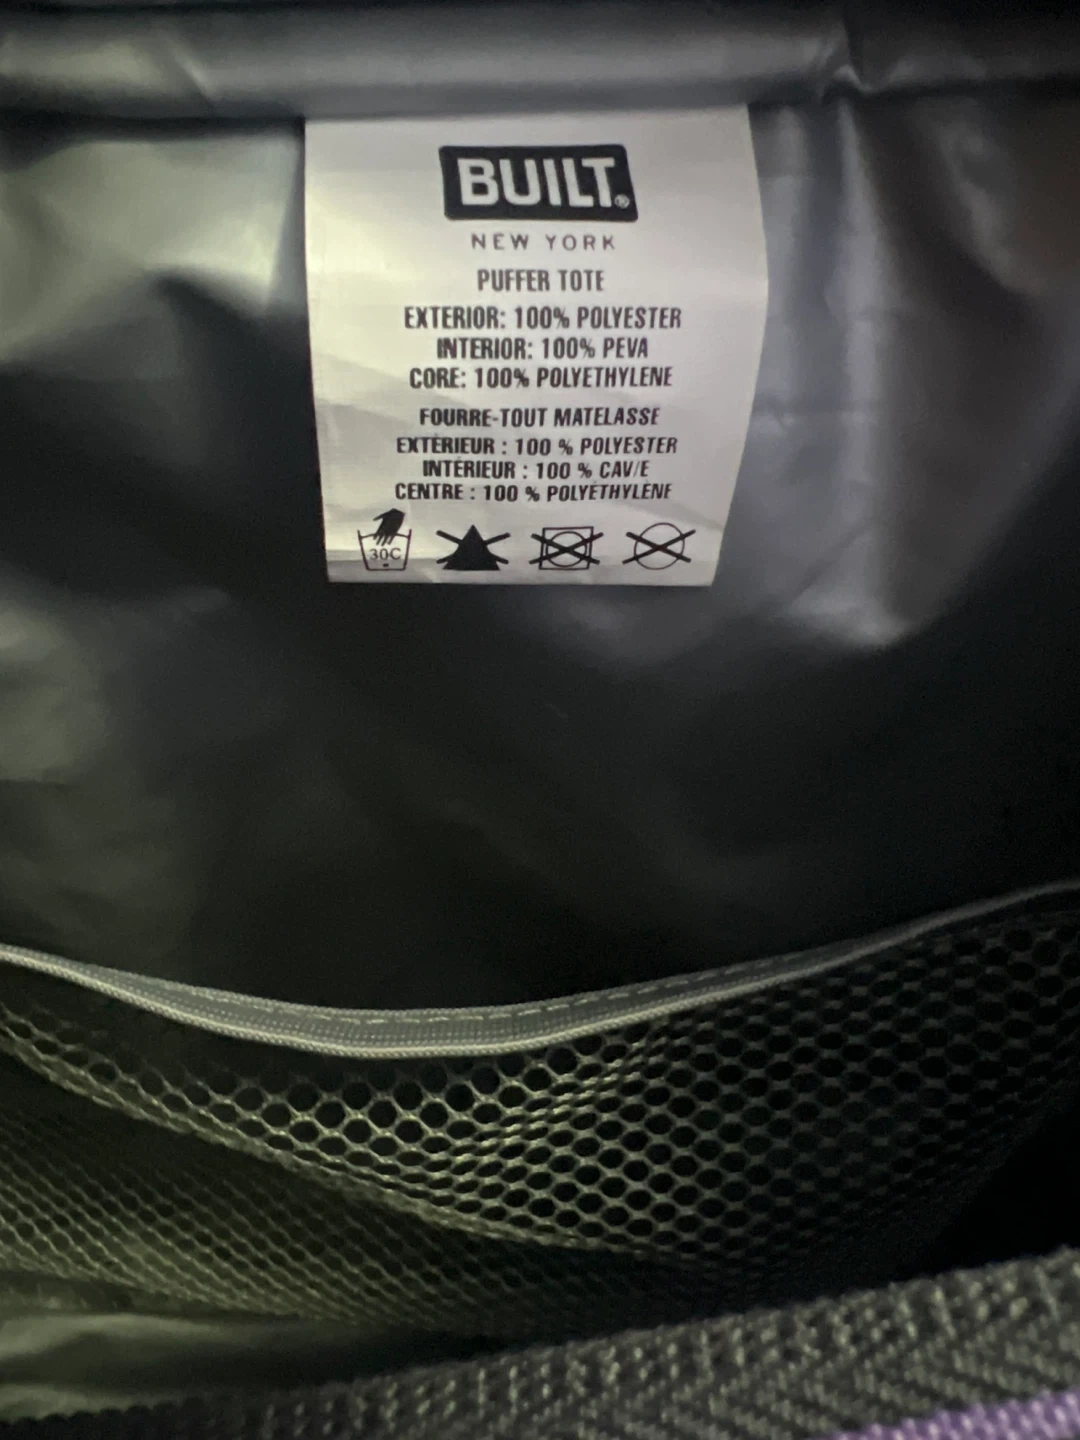 BUILT.®
NEW YORK
PUFFER TOTE
EXTERIOR: 100% POLYESTER
INTERIOR: 100% PEVA
CORE: 100% POLYETHYLENE
FOURRE-TOUT MATELASSE
EXTÉRIEUR : 100 % POLYESTER
INTÉRIEUR : 100 % CAV/E
CENTRE : 100 % POLYÉTHYLÈNE
30C